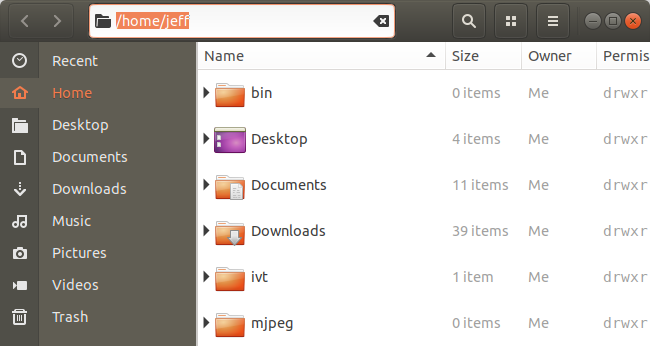 /home/jeff
Recent
Home
Desktop
Documents
Downloads
Music
Pictures
Videos
Trash
Name Size Owner Permis
bin 0 items Me drwxr
Desktop 4 items Me drwxr
Documents 11 items Me drwxr
Downloads 39 items Me drwxr
ivt 1 item Me drwxr
mjpeg 0 items Me drwxr